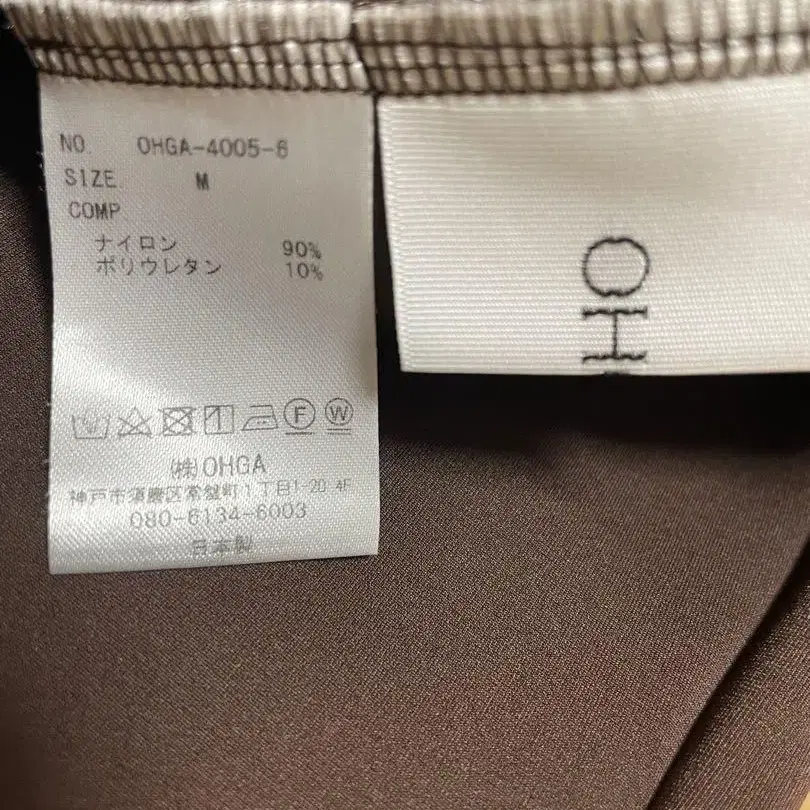 NO. OHGA-4005-6
SIZE M
COMP
ナイロン 90%
ポリウレタン 10%
F W
(株)OHGA
神戸市須磨区常盤町1丁目1-20 4F
080-6134-6003
日本製
OH